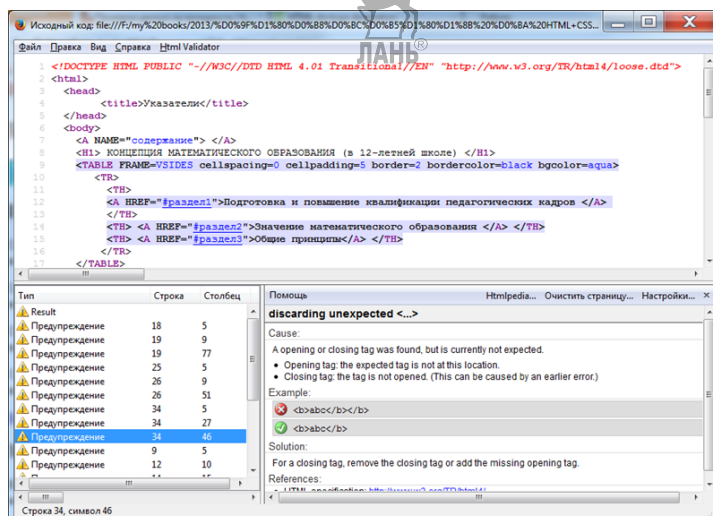 Исходный код: file:///F:/my%20books/2013/%D0%9F%D1%80%D0%B8%D0%BC%D0%B5%D1%80%D1%8B%20%D0%BA%20HTML+CSS...
ЛАНЬ®
Файл Правка Вид Справка Html Validator
1 <!DOCTYPE HTML PUBLIC "-//W3C//DTD HTML 4.01 Transitional//EN" "http://www.w3.org/TR/html4/loose.dtd">
2 <html>
3 <head>
4 <title>Указатели</title>
5 </head>
6 <body>
7 <A NAME="содержание"> </A>
8 <H1> КОНЦЕПЦИЯ МАТЕМАТИЧЕСКОГО ОБРАЗОВАНИЯ (в 12-летней школе) </H1>
9 <TABLE FRAME=VSIDES cellspacing=0 cellpadding=5 border=2 bordercolor=black bgcolor=aqua>
10 <TR>
11 <TH>
12 <A HREF="#раздел1">Подготовка и повышение квалификации педагогических кадров </A>
13 </TH>
14 <TH> <A HREF="#раздел2">Значение математического образования </A> </TH>
15 <TH> <A HREF="#раздел3">Общие принципы</A> </TH>
16 </TR>
17 </TABLE>
Тип Строка Столбец
Result
Предупреждение 18 5
Предупреждение 19 9
Предупреждение 19 77
Предупреждение 25 5
Предупреждение 26 9
Предупреждение 26 51
Предупреждение 34 5
Предупреждение 34 27
Предупреждение 34 46
Предупреждение 9 5
Предупреждение 12 10
Помощь Htmlpedia... Очистить страницу... Настройки...
discarding unexpected <...>
Cause:
A opening or closing tag was found, but is currently not expected.
• Opening tag: the expected tag is not at this location.
• Closing tag: the tag is not opened. (This can be caused by an earlier error.)
Example:
<b>abc</b></b>
<b>abc</b>
Solution:
For a closing tag, remove the closing tag or add the missing opening tag.
References:
Строка 34, символ 46